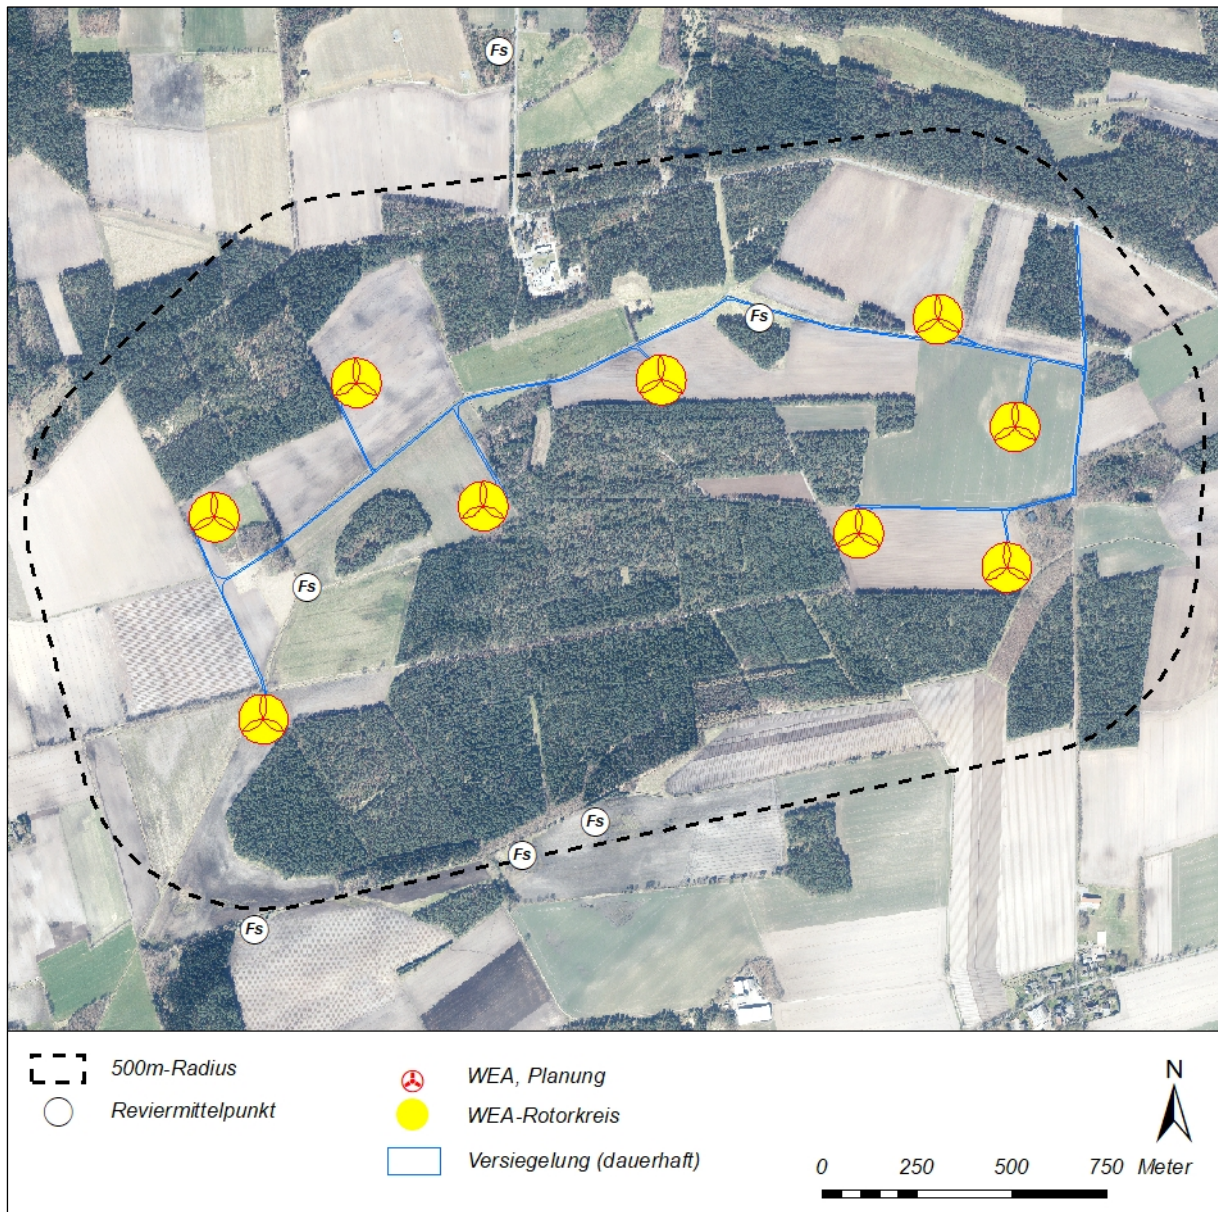 Fs
Fs
Fs
Fs
Fs
Fs
500m-Radius
Reviermittelpunkt
WEA, Planung
WEA-Rotorkreis
Versiegelung (dauerhaft)
N
0 250 500 750 Meter